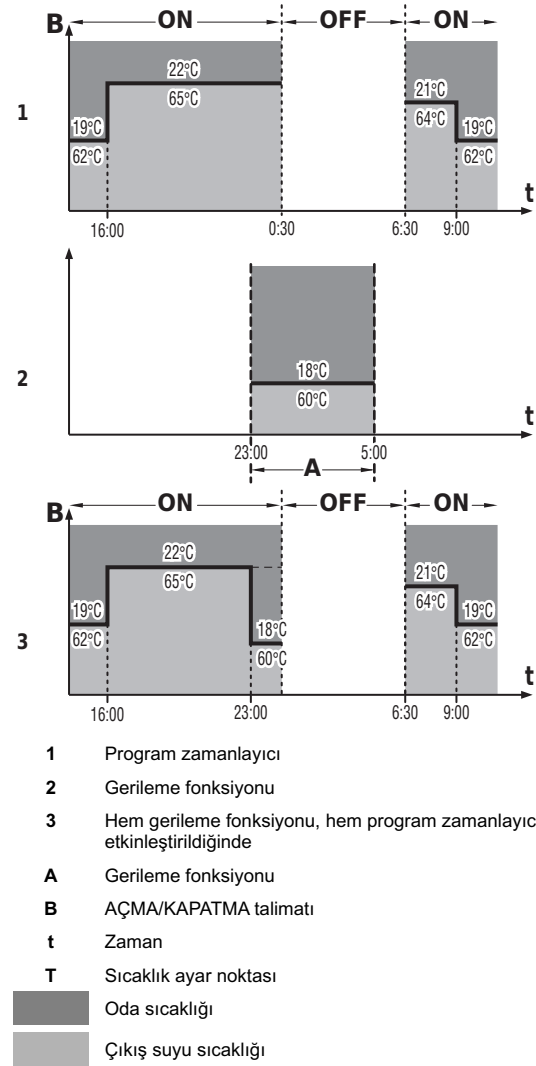 B ON OFF ON
22°C
65°C
21°C
64°C
19°C
62°C
19°C
62°C
1
t
16:00 0:30 6:30 9:00
18°C
60°C
2
t
23:00 5:00
A
B ON OFF ON
22°C
65°C
21°C
64°C
19°C
62°C
18°C
60°C
19°C
62°C
3
t
16:00 23:00 6:30 9:00
1 Program zamanlayıcı
2 Gerileme fonksiyonu
3 Hem gerileme fonksiyonu, hem program zamanlayıc
etkinleştirildiğinde
A Gerileme fonksiyonu
B AÇMA/KAPATMA talimatı
t Zaman
T Sıcaklık ayar noktası
Oda sıcaklığı
Çıkış suyu sıcaklığı